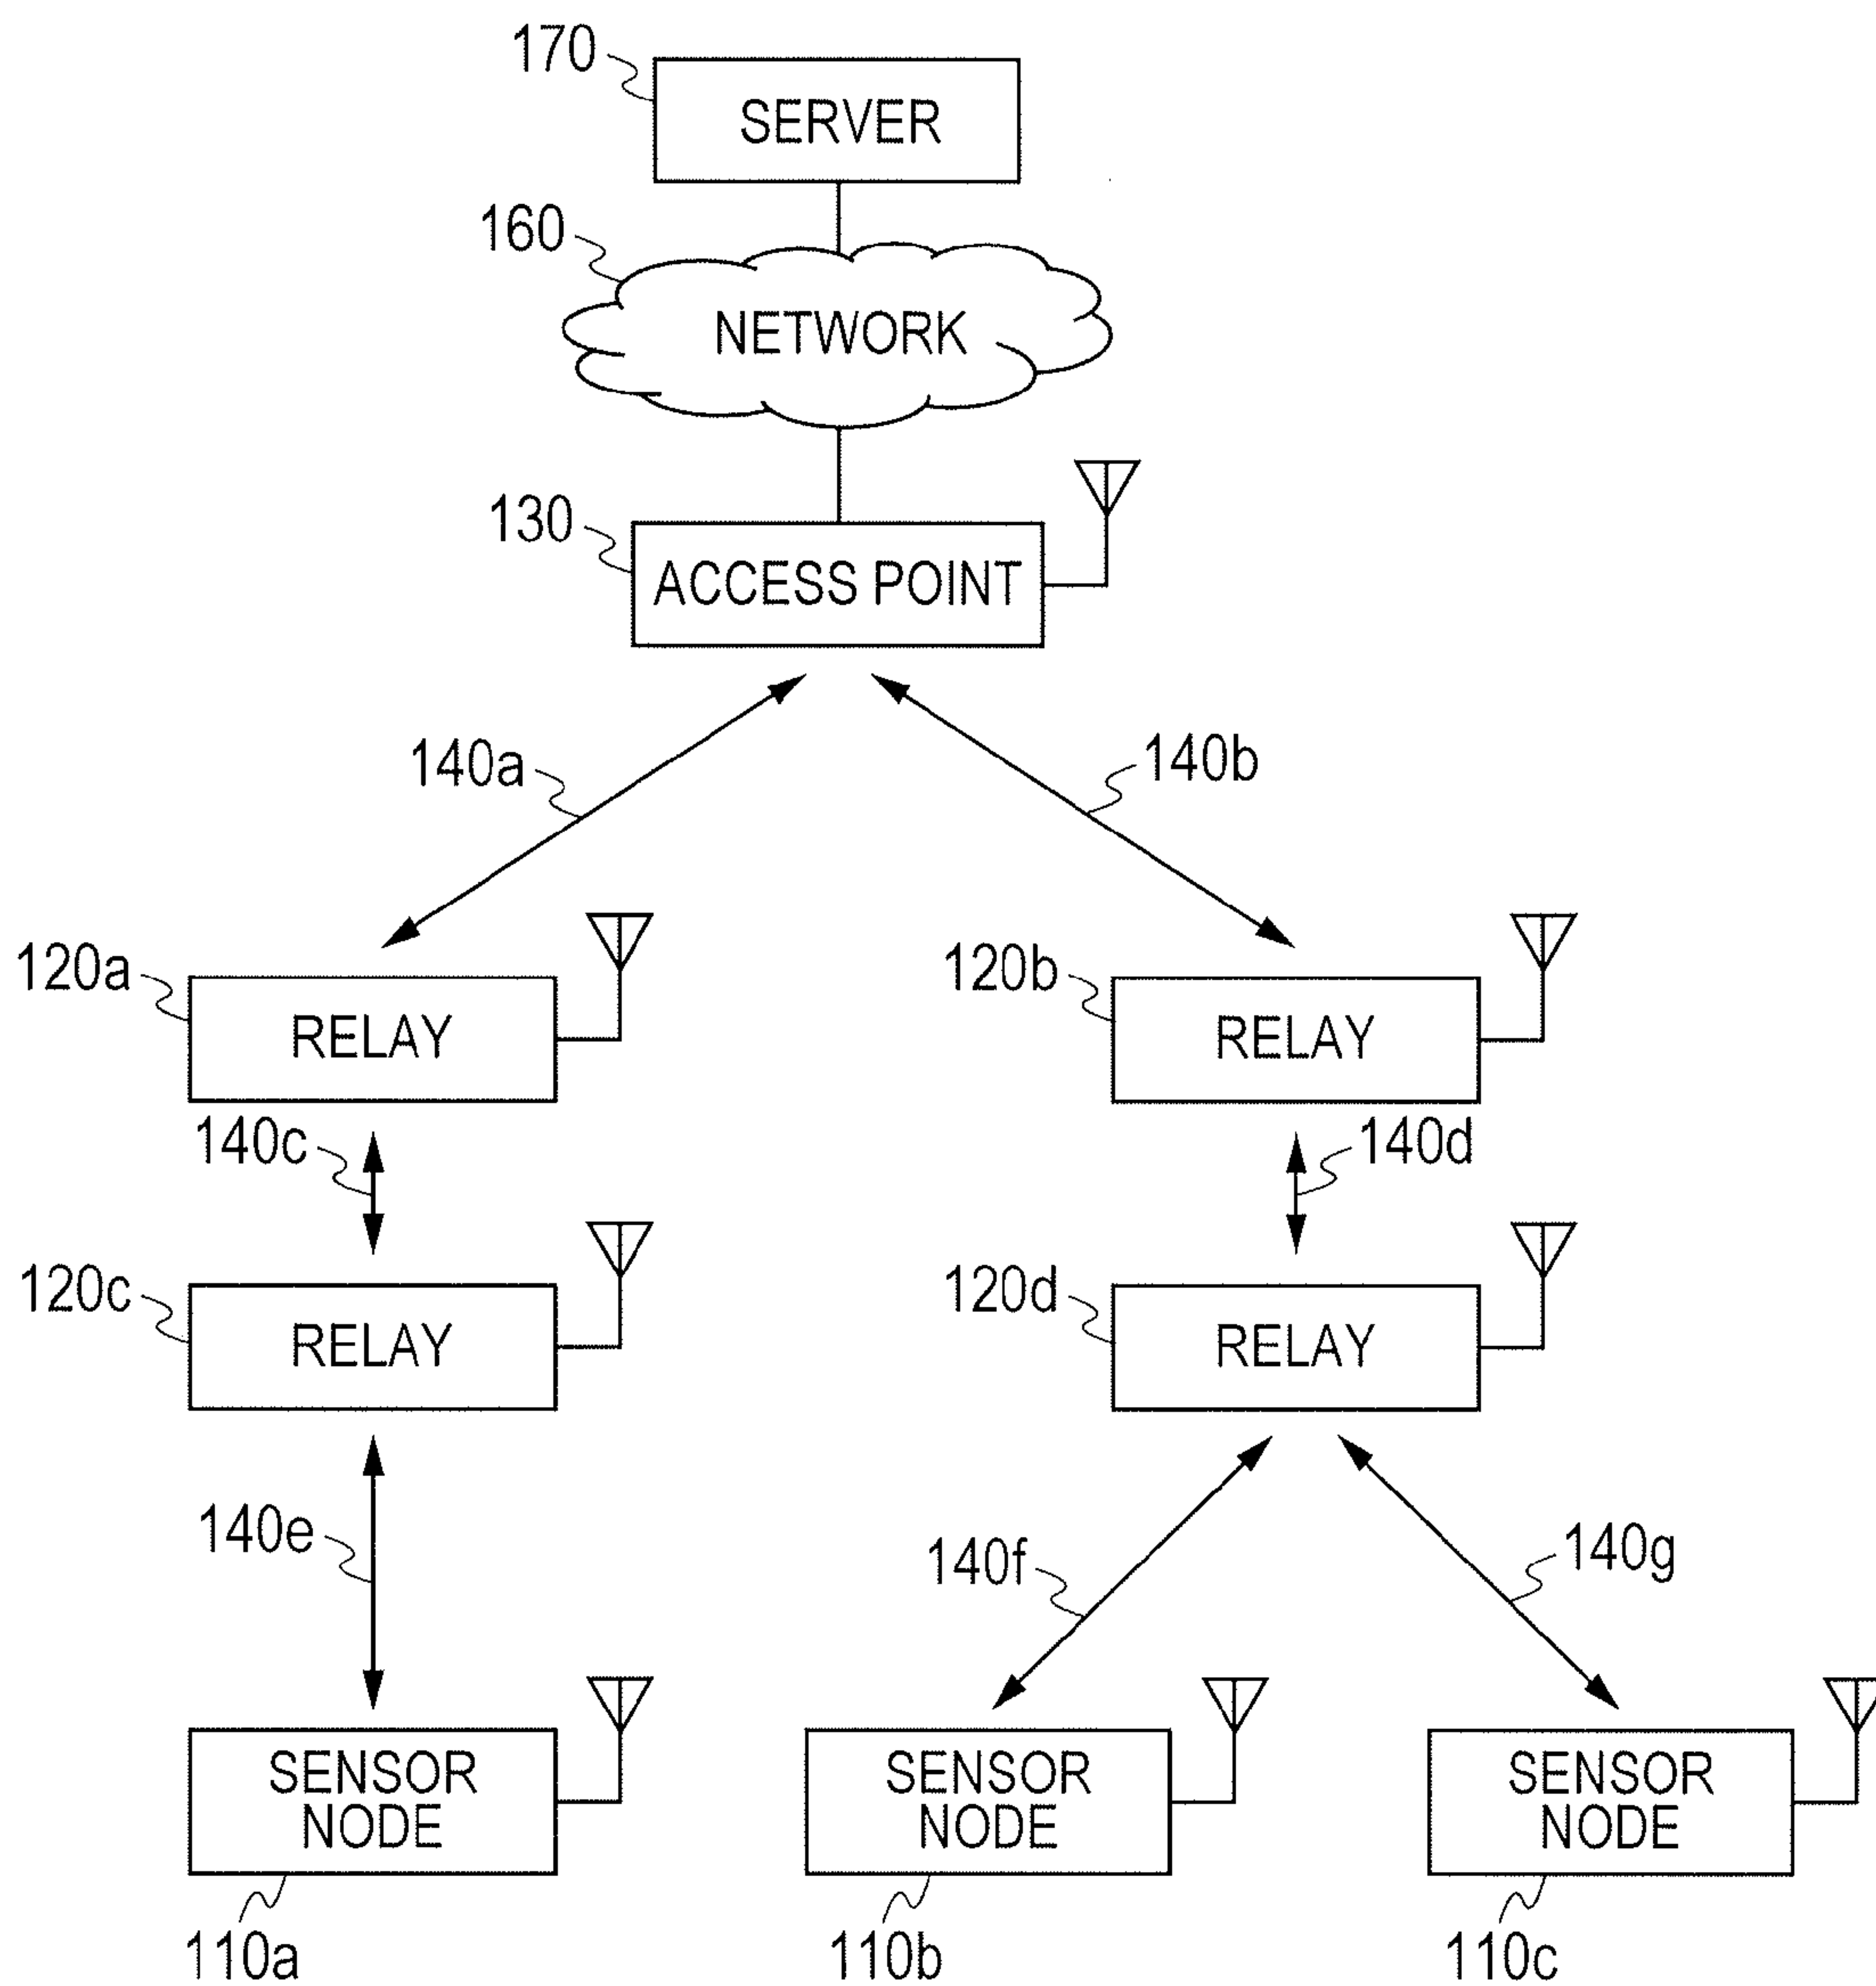 170
SERVER
160
NETWORK
130
ACCESS POINT
140a
140b
120a
RELAY
120b
RELAY
140c
140d
120c
RELAY
120d
RELAY
140e
140f
140g
SENSOR
NODE
SENSOR
NODE
SENSOR
NODE
110a
110b
110c